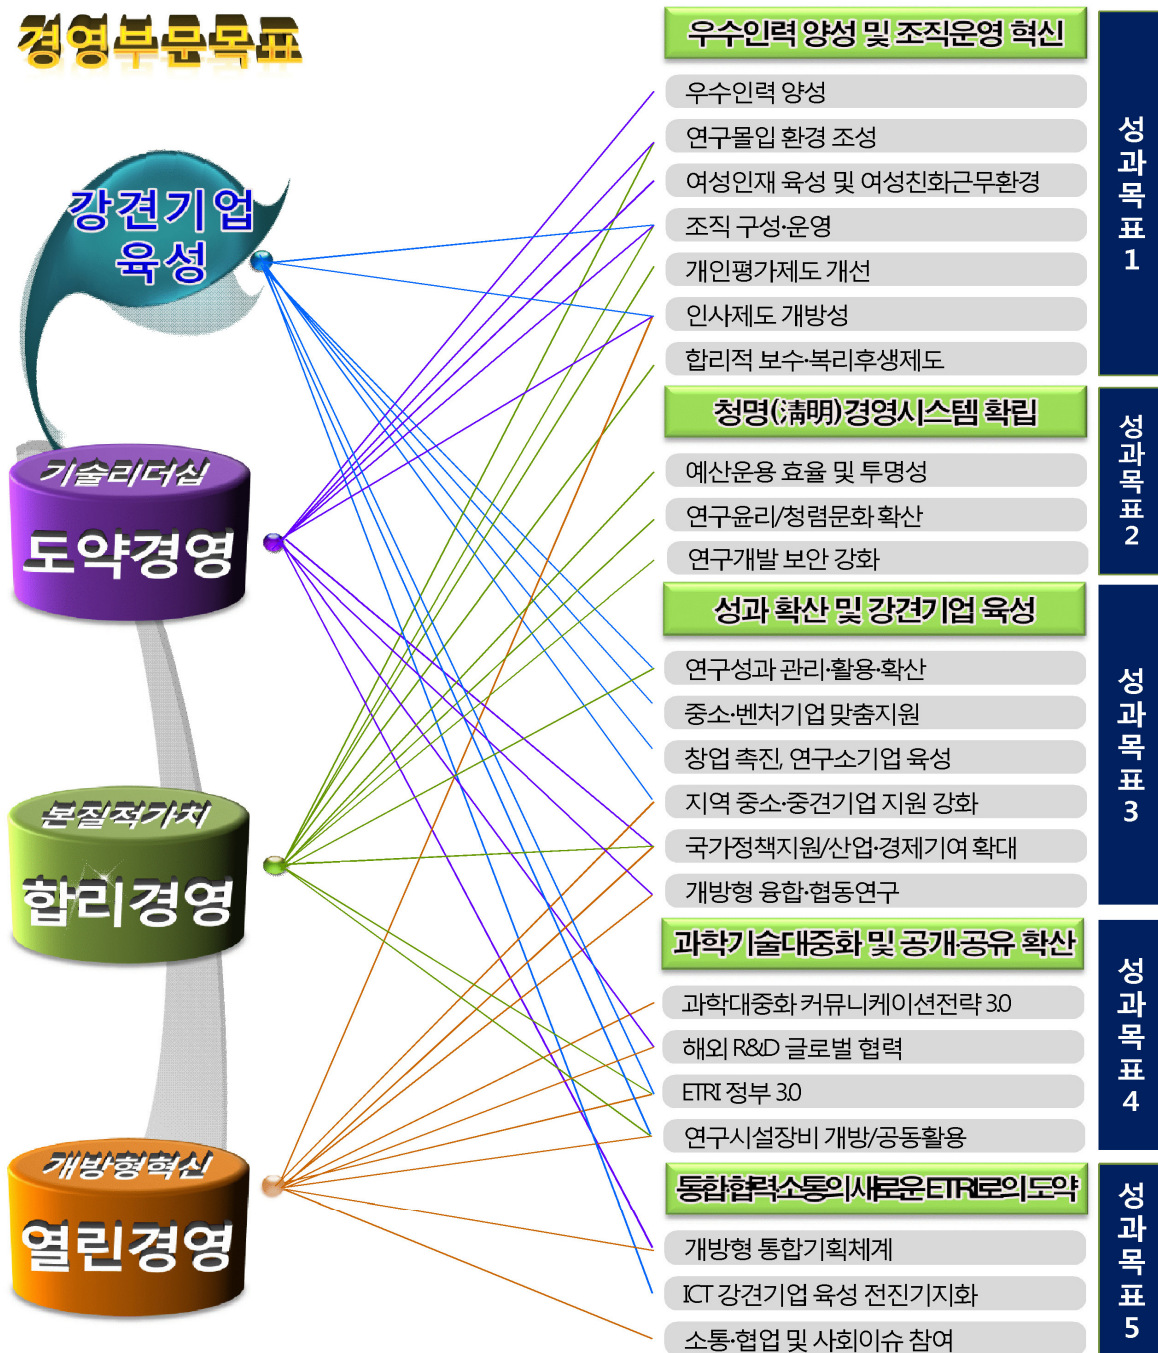 경영부문목표
강견기업
육성
기술리더십
도약경영
본질적가치
합리경영
개방형혁신
열린경영
우수인력 양성 및 조직운영 혁신
우수인력 양성
연구몰입 환경 조성
여성인재 육성 및 여성친화근무환경
조직 구성·운영
개인평가제도 개선
인사제도 개방성
합리적 보수·복리후생제도
성과목표1
청명(淸明)경영시스템 확립
예산운용 효율 및 투명성
연구윤리/청렴문화 확산
연구개발 보안 강화
성과목표2
성과 확산 및 강견기업 육성
연구성과 관리·활용·확산
중소·벤처기업 맞춤지원
창업 촉진, 연구소기업 육성
지역 중소·중견기업 지원 강화
국가정책지원/산업·경제기여 확대
개방형 융합·협동연구
성과목표3
과학기술대중화 및 공개·공유 확산
과학대중화 커뮤니케이션전략 3.0
해외 R&D 글로벌 협력
ETRI 정부 3.0
연구시설장비 개방/공동활용
성과목표4
통합·협력·소통의 새로운 ETRI로의 도약
개방형 통합기획체계
ICT 강견기업 육성 전진기지화
소통·협업 및 사회이슈 참여
성과목표5